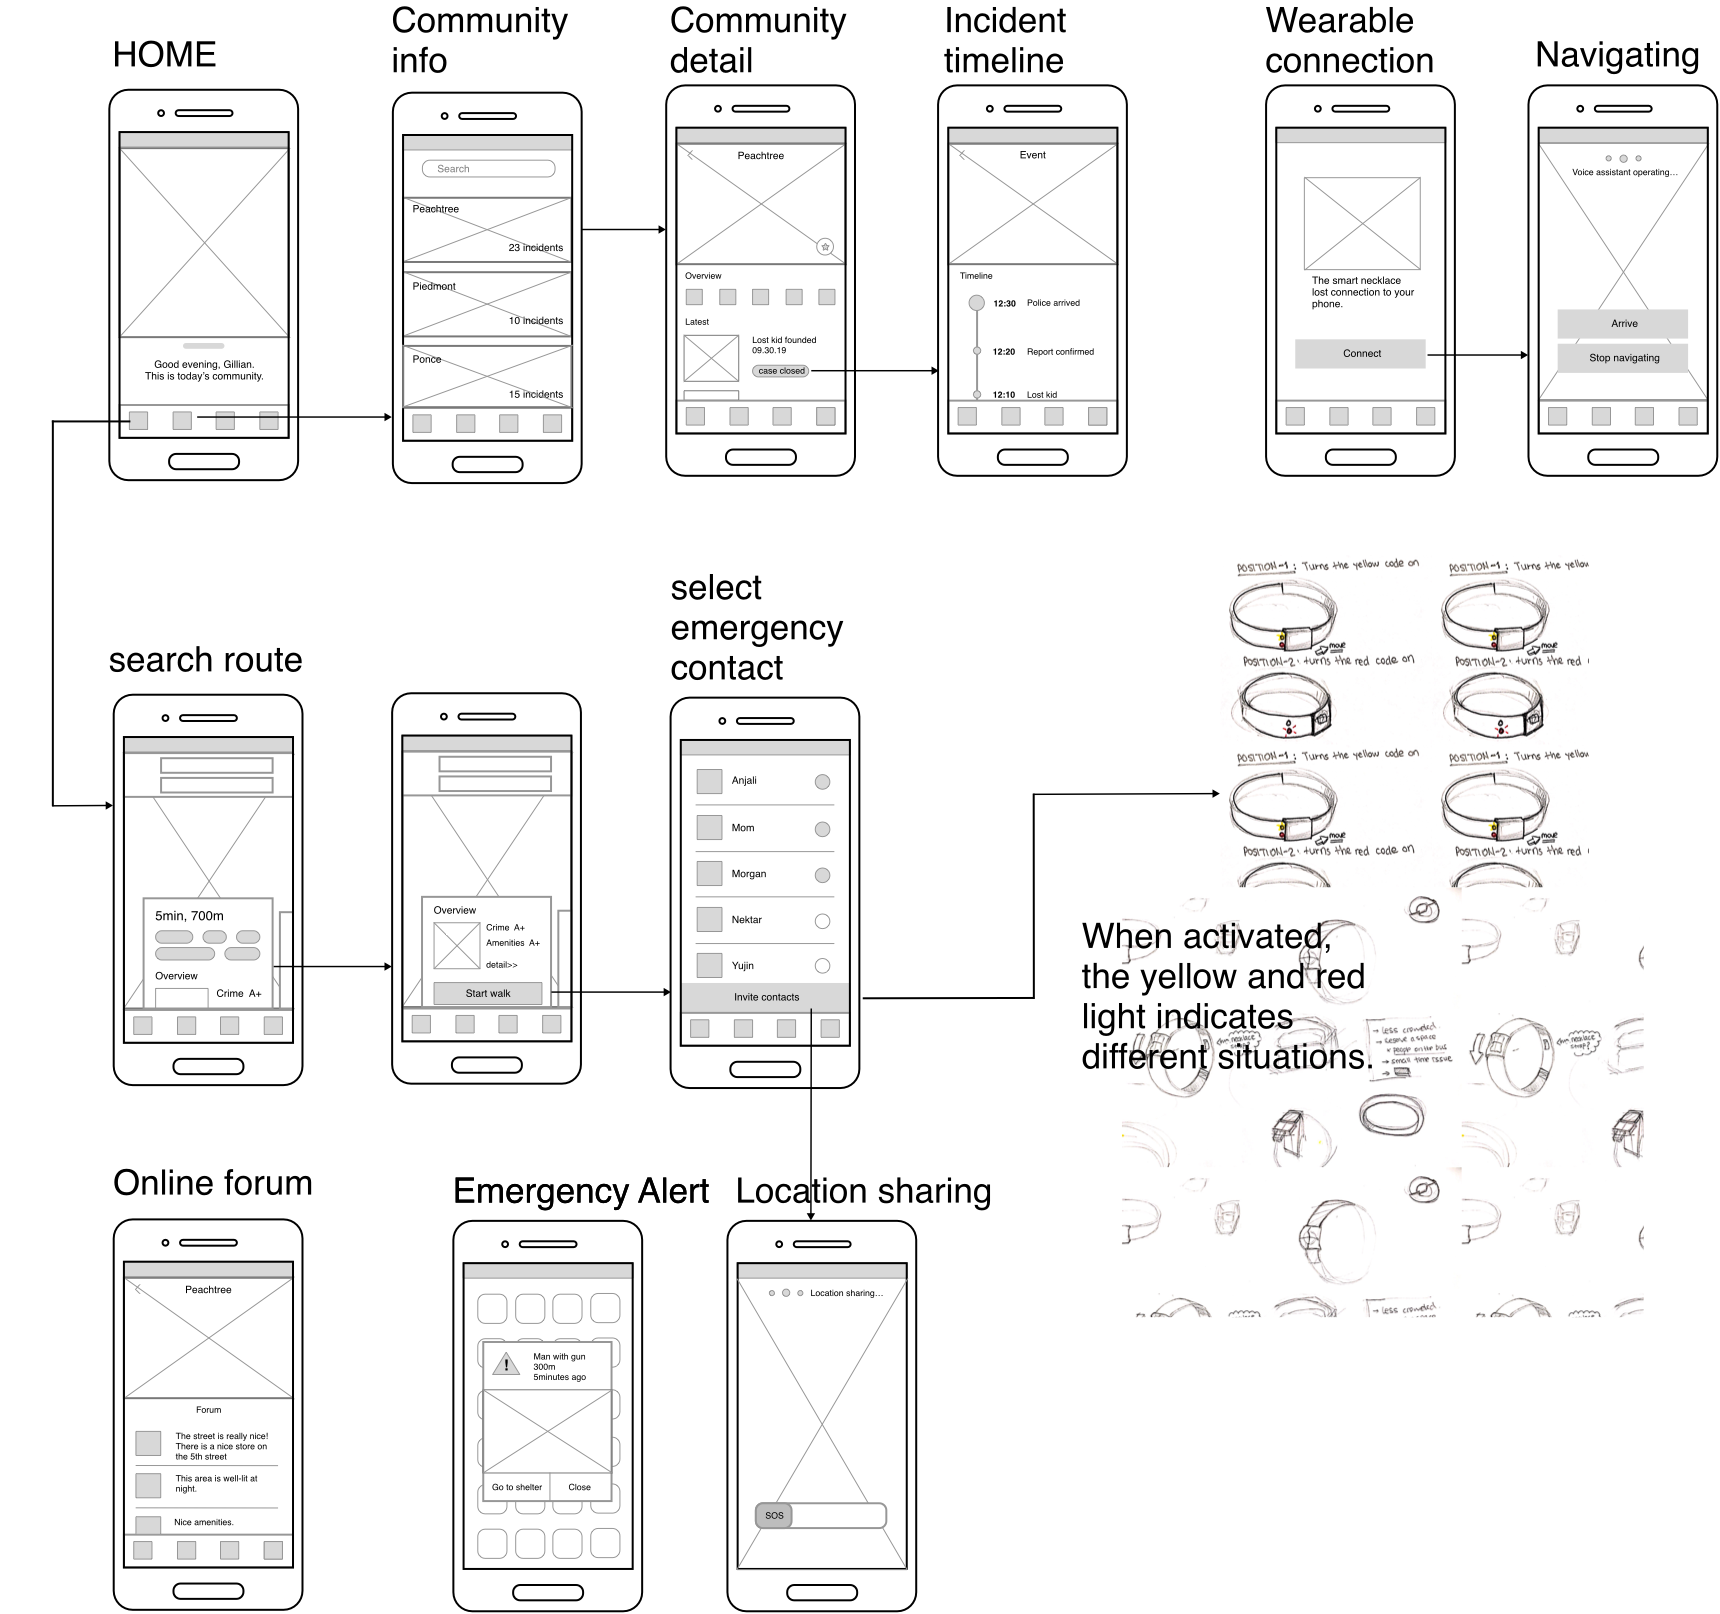 HOME
Community
info
Community
detail
Incident
timeline
Wearable
connection
Navigating
Good evening, Gillian.
This is today's community.
Search
Peachtree
23 incidents
Piedmont
10 incidents
Ponce
15 incidents
Peachtree
Overview
Latest
Lost kid founded
09.30.19
case closed
Event
Timeline
12:30 Police arrived
12:20 Report confirmed
12:10 Lost kid
The smart necklace
lost connection to your
phone.
Connect
Voice assistant operating...
Arrive
Stop navigating
search route
select
emergency
contact
5min, 700m
Overview
Crime A+
Overview
Crime A+
Amenities A+
detail>>
Start walk
Anjali
Mom
Morgan
Nektar
Yujin
Invite contacts
POSITION-1 : Turns the yellow code on
POSITION-1 : Turns the yellow
move
move
POSITION-2 : turns the red code on
POSITION-2 : turns the red
POSITION-1 : Turns the yellow code on
POSITION-1 : Turns the yellow
move
move
POSITION-2 : turns the red code on
POSITION-2 : turns the red
When activated,
the yellow and red
light indicates
different situations.
→ less crowded
→ reserve a space
→ people on the bus
→ small time issue
→ less crowded
Online forum
Emergency Alert
Location sharing
Peachtree
Forum
The street is really nice!
There is a nice store on
the 5th street
This area is well-lit at
night.
Nice amenities.
!
Man with gun
300m
5minutes ago
Go to shelter
Close
Location sharing...
SOS